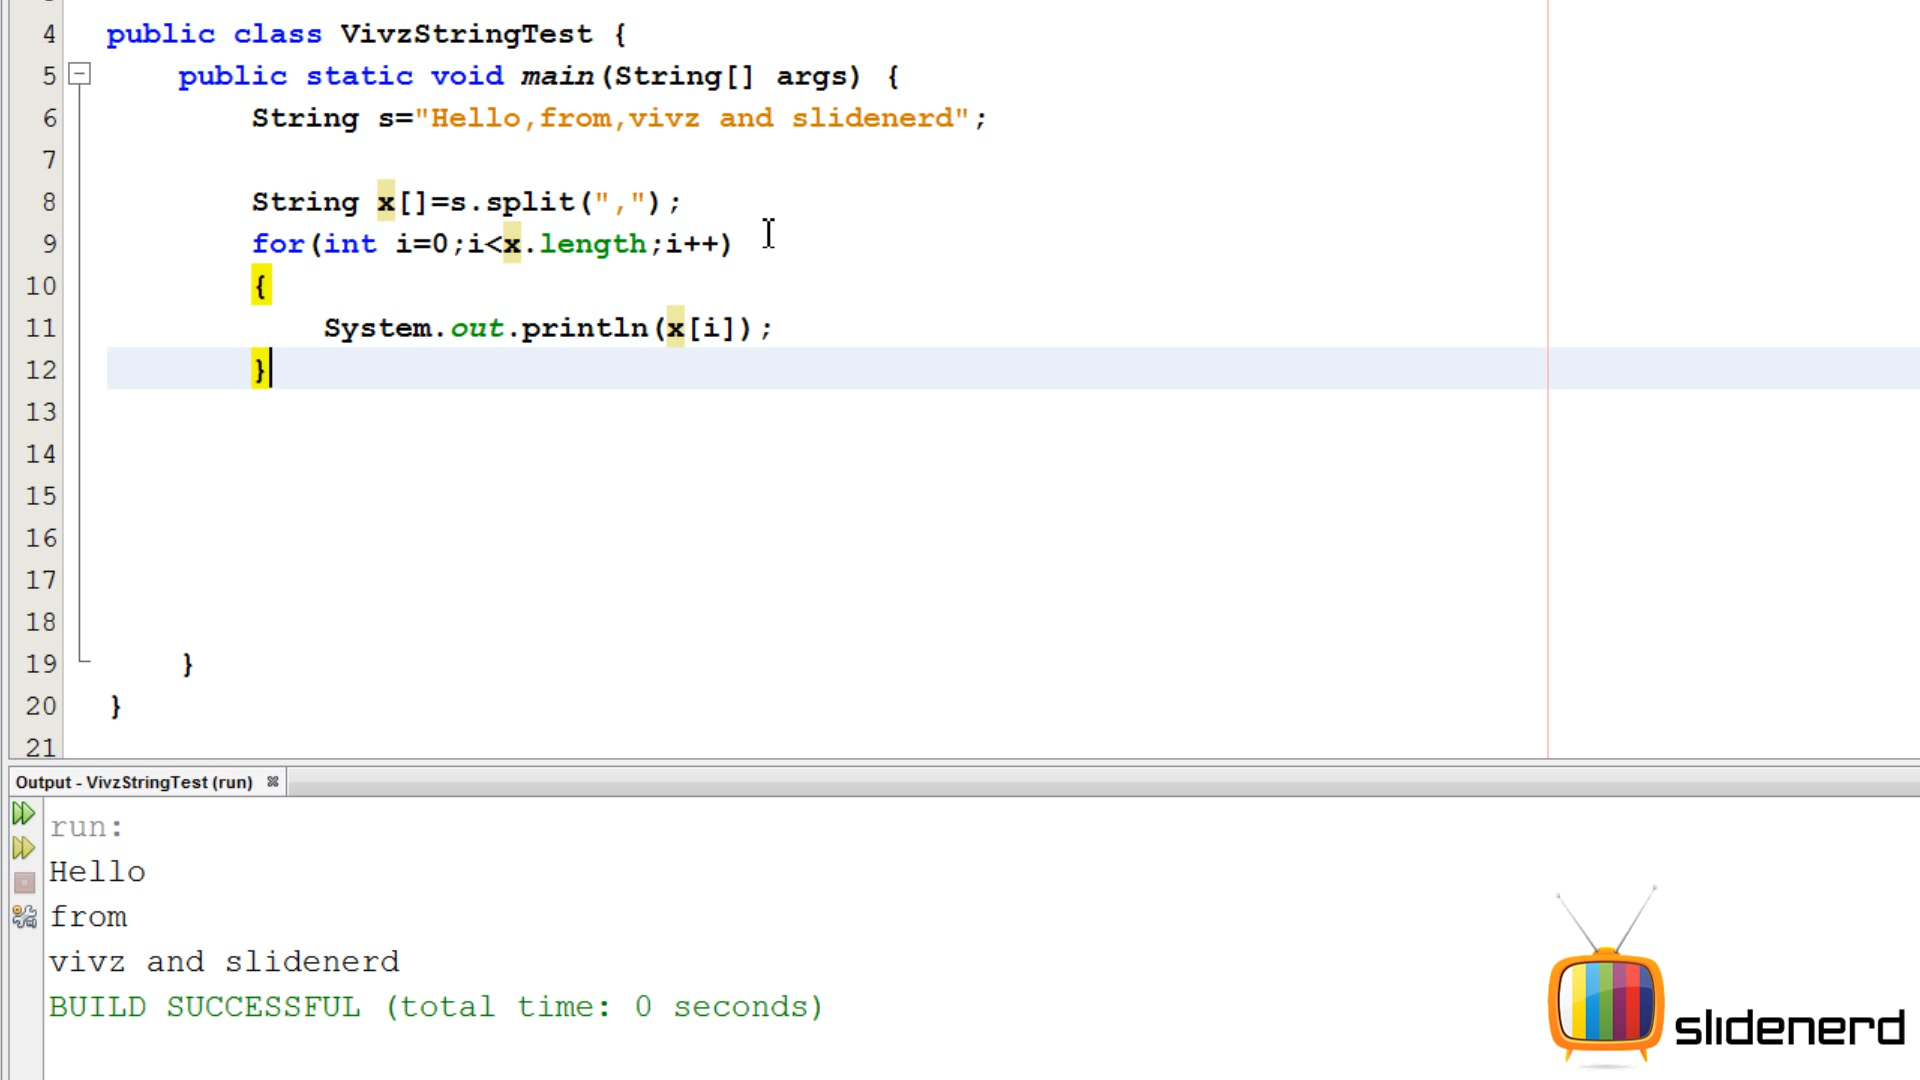 4 public class VivzStringTest {
5 public static void main(String[] args) {
6 String s="Hello,from,vivz and slidenerd";
7
8 String x[]=s.split(",");
9 for(int i=0;i<x.length;i++)
10 {
11 System.out.println(x[i]);
12 }
13
14
15
16
17
18
19 }
20 }
21
Output - VivzStringTest (run)
run:
Hello
from
vivz and slidenerd
BUILD SUCCESSFUL (total time: 0 seconds)
slidenerd